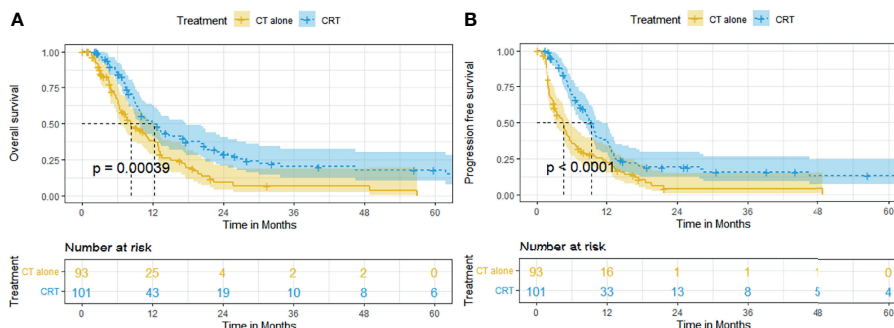 A
Treatment CT alone CRT
1.00
0.75
0.50
0.25
0.00
Overall survival
p = 0.00039
0 12 24 36 48 60
Time in Months
Number at risk
Treatment
CT alone 93 25 4 2 2 0
CRT 101 43 19 10 8 6
0 12 24 36 48 60
Time in Months
B
Treatment CT alone CRT
1.00
0.75
0.50
0.25
0.00
Progression free survival
p < 0.0001
0 12 24 36 48 60
Time in Months
Number at risk
Treatment
CT alone 93 16 1 1 1 0
CRT 101 33 13 8 5 4
0 12 24 36 48 60
Time in Months